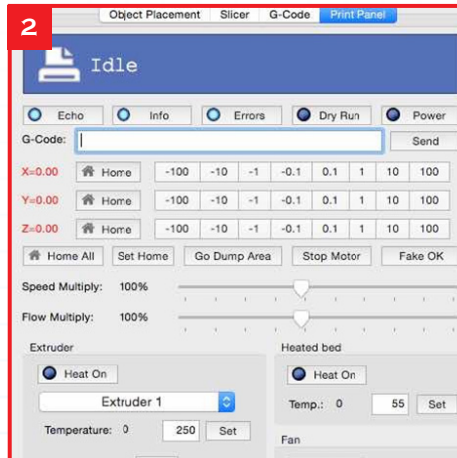 2
Object Placement Slicer G-Code Print Panel
Idle
Echo Info Errors Dry Run Power
G-Code: Send
X=0.00 Home -100 -10 -1 -0.1 0.1 1 10 100
Y=0.00 Home -100 -10 -1 -0.1 0.1 1 10 100
Z=0.00 Home -100 -10 -1 -0.1 0.1 1 10 100
Home All Set Home Go Dump Area Stop Motor Fake OK
Speed Multiply: 100%
Flow Multiply: 100%
Extruder Heated bed
Heat On Heat On
Extruder 1 Temp.: 0 55 Set
Temperature: 0 250 Set
Fan